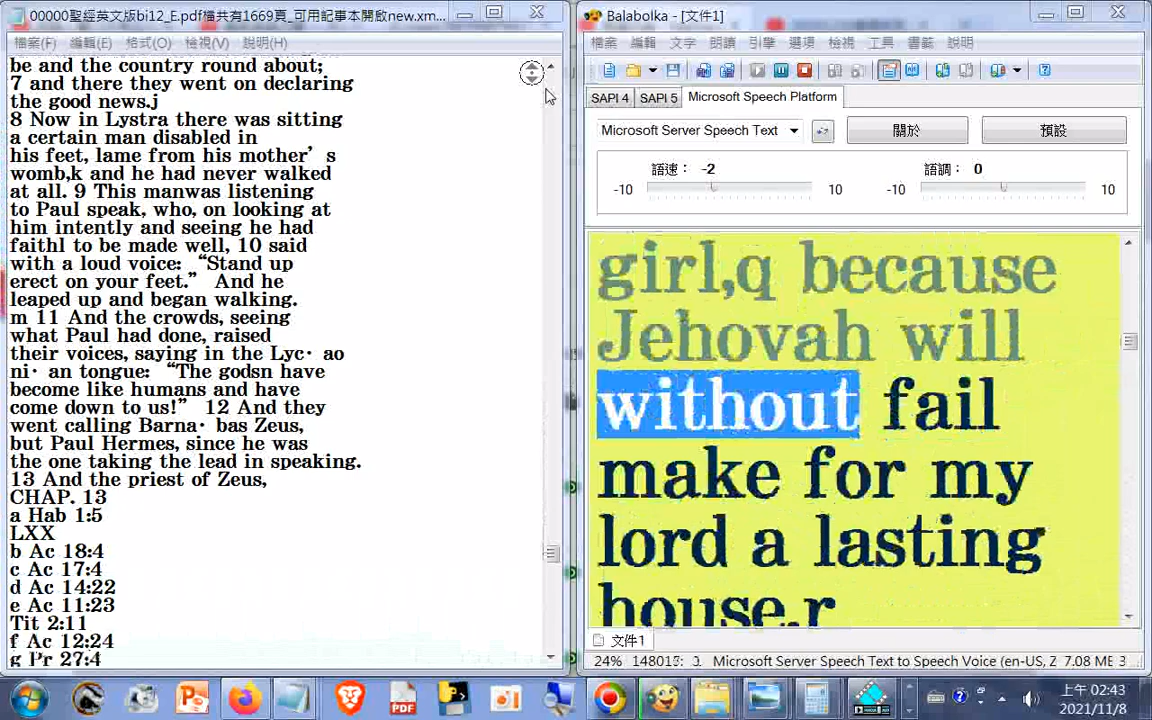 00000聖經英文版bi12_E.pdf檔共有1669頁_可用記事本開啟new.xm...
檔案(F) 編輯(E) 格式(O) 檢視(V) 說明(H)
be and the country round about;
7 and there they went on declaring
the good news.j
8 Now in Lystra there was sitting
a certain man disabled in
his feet, lame from his mother’s
womb,k and he had never walked
at all. 9 This manwas listening
to Paul speak, who, on looking at
him intently and seeing he had
faithl to be made well, 10 said
with a loud voice: “Stand up
erect on your feet.” And he
leaped up and began walking.
m 11 And the crowds, seeing
what Paul had done, raised
their voices, saying in the Lyc·ao
ni·an tongue: “The godsn have
become like humans and have
come down to us!” 12 And they
went calling Barna·bas Zeus,
but Paul Hermes, since he was
the one taking the lead in speaking.
13 And the priest of Zeus,
CHAP. 13
a Hab 1:5
LXX
b Ac 18:4
c Ac 17:4
d Ac 14:22
e Ac 11:23
Tit 2:11
f Ac 12:24
g Pr 27:4
Balabolka - [文件1]
檔案 編輯 文字 朗讀 引擎 選項 檢視 工具 書籤 說明
SAPI 4 SAPI 5 Microsoft Speech Platform
Microsoft Server Speech Text 關於 預設
語速： -2 語調： 0
-10 10 -10 10
girl,q because
Jehovah will
without fail
make for my
lord a lasting
house.r
文件1
24% Microsoft Server Speech Text to Speech Voice (en-US, Z 7.08 ME 3
PDF
上午 02:43
2021/11/8